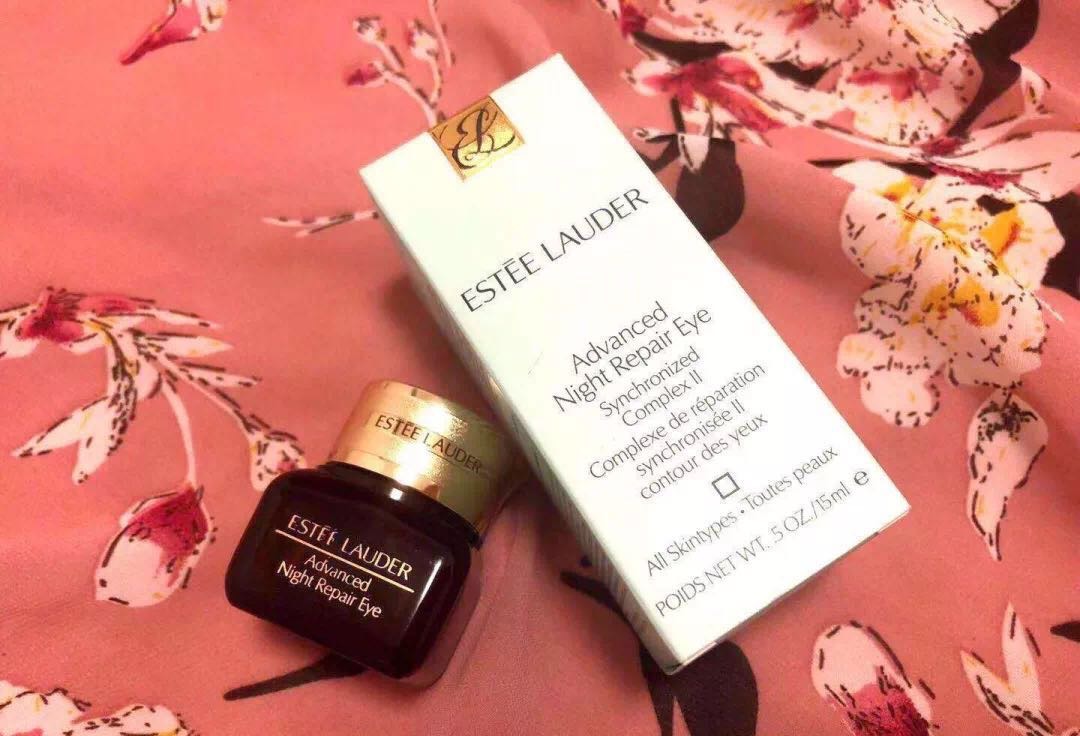 EL
ESTĒE LAUDER
Advanced
Night Repair Eye
Synchronized
Complex II
Complexe de réparation
synchronisée II
contour des yeux
All Skintypes • Toutes peaux
POIDS NET WT. .5 OZ./15 ml ℮
ESTĒE LAUDER
ESTĒE LAUDER
Advanced
Night Repair Eye